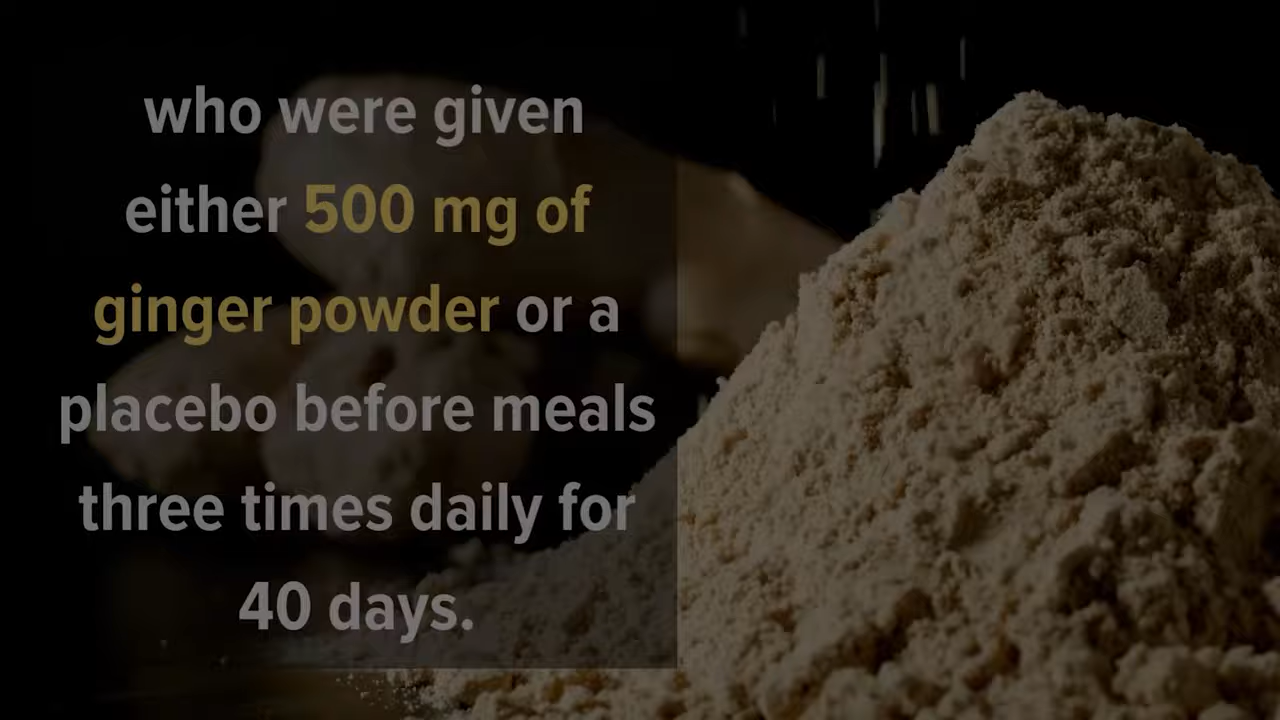 who were given
either 500 mg of
ginger powder or a
placebo before meals
three times daily for
40 days.